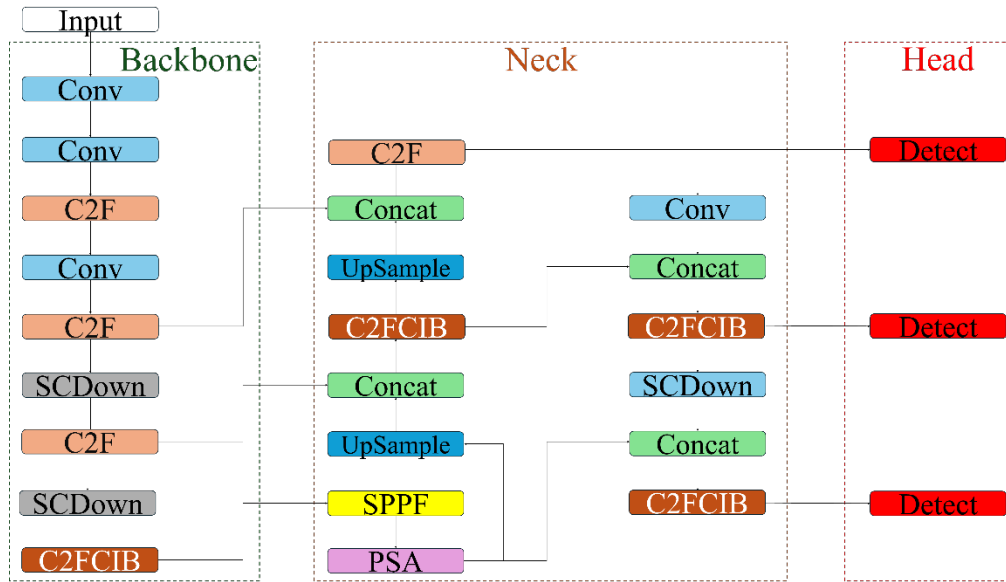 Input
Backbone
Conv
Conv
C2F
Conv
C2F
SCDown
C2F
SCDown
C2FCIB
Neck
C2F
Concat
UpSample
C2FCIB
Concat
UpSample
SPPF
PSA
Conv
Concat
C2FCIB
SCDown
Concat
C2FCIB
Head
Detect
Detect
Detect